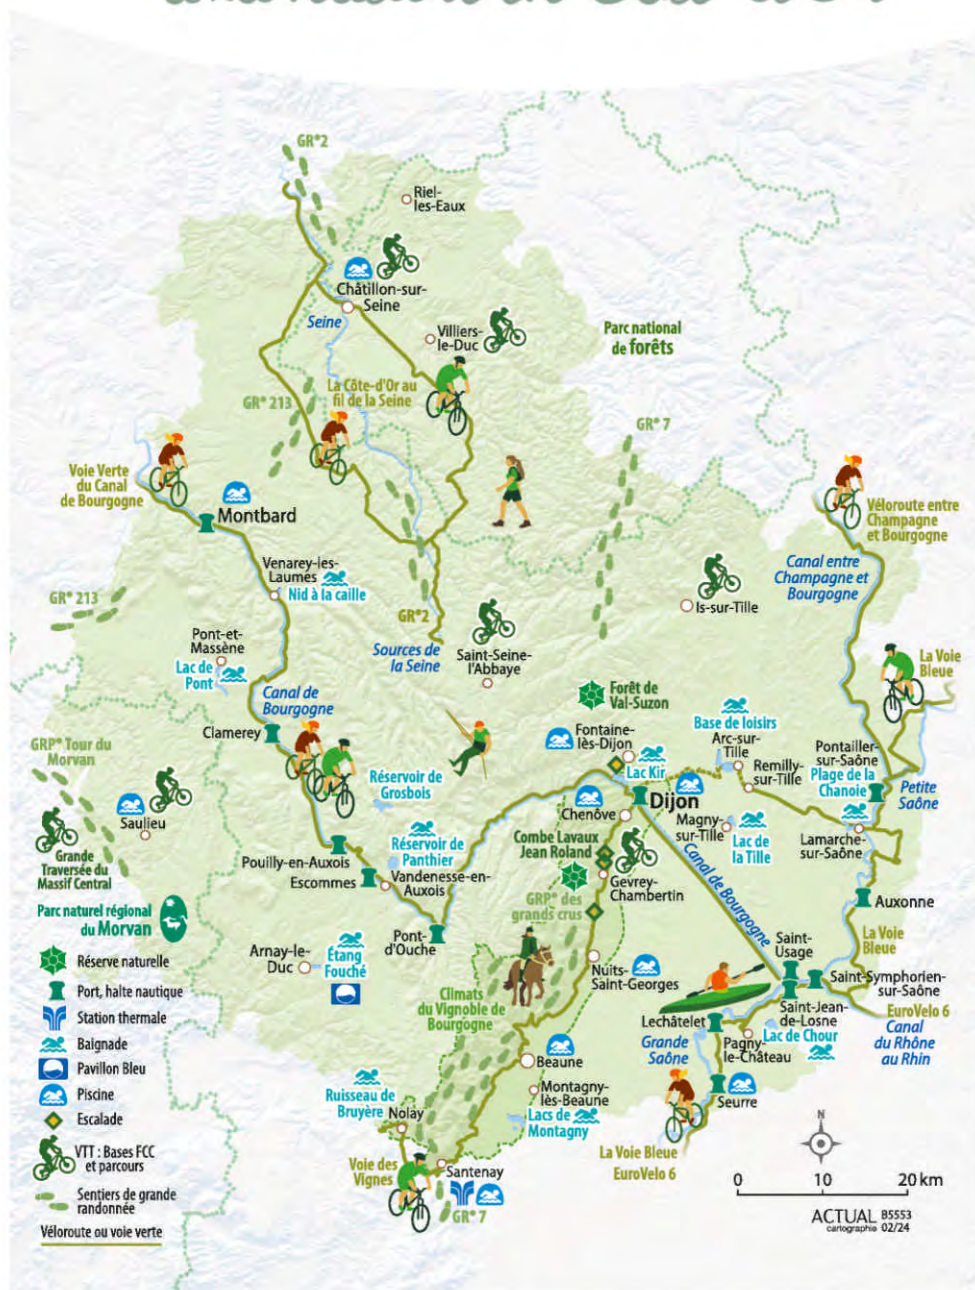 GR®2
Riel-
les-Eaux
Châtillon-sur-
Seine
Seine
Villiers-
le-Duc
Parc national
de forêts
La Côte-d'Or au
fil de la Seine
GR® 213
GR® 7
Voie Verte
du Canal
de Bourgogne
Montbard
Véloroute entre
Champagne
et Bourgogne
Venarey-les-
Laumes
Nid à la caille
Canal entre
Champagne et
Bourgogne
GR® 213
GR®2
Is-sur-Tille
Pont-et-
Massène
Lac de
Pont
Sources de
la Seine
Saint-Seine-
l'Abbaye
La Voie
Bleue
Canal de
Bourgogne
Forêt de
Val-Suzon
Clamerey
Fontaine-
lès-Dijon
Base de loisirs
Arc-sur-
Tille
Pontailler-
sur-Saône
GRP® Tour du
Morvan
Réservoir de
Grosbois
Lac Kir
Remilly-
sur-Tille
Plage de la
Chanoie
Petite
Saône
Saulieu
Dijon
Chenôve
Magny-
sur-Tille
Lac de
la Tille
Lamarche-
sur-Saône
Grande
Traversée du
Massif Central
Pouilly-en-Auxois
Réservoir de
Panthier
Combe Lavaux
Jean Roland
Escommes
Vandenesse-en-
Auxois
Gevrey-
Chambertin
Canal de Bourgogne
Parc naturel régional
du Morvan
GRP® des
grands crus
Auxonne
Pont-
d'Ouche
La Voie
Bleue
Arnay-le-
Duc
Étang
Fouché
Nuits-
Saint-Georges
Saint-
Usage
Saint-Symphorien-
sur-Saône
Climats
du Vignoble de
Bourgogne
Saint-Jean-
de-Losne
EuroVelo 6
Lechâtelet
Lac de Chour
Canal
du Rhône
au Rhin
Grande
Saône
Pagny-
le-Château
Beaune
Ruisseau de
Bruyère
Montagny-
lès-Beaune
Seurre
Nolay
Lacs de
Montagny
La Voie Bleue
EuroVelo 6
Voie des
Vignes
Santenay
GR® 7
Réserve naturelle
Port, halte nautique
Station thermale
Baignade
Pavillon Bleu
Piscine
Escalade
VTT : Bases FCC
et parcours
Sentiers de grande
randonnée
Véloroute ou voie verte
N
0 10 20 km
ACTUAL B5553
cartographie 02/24